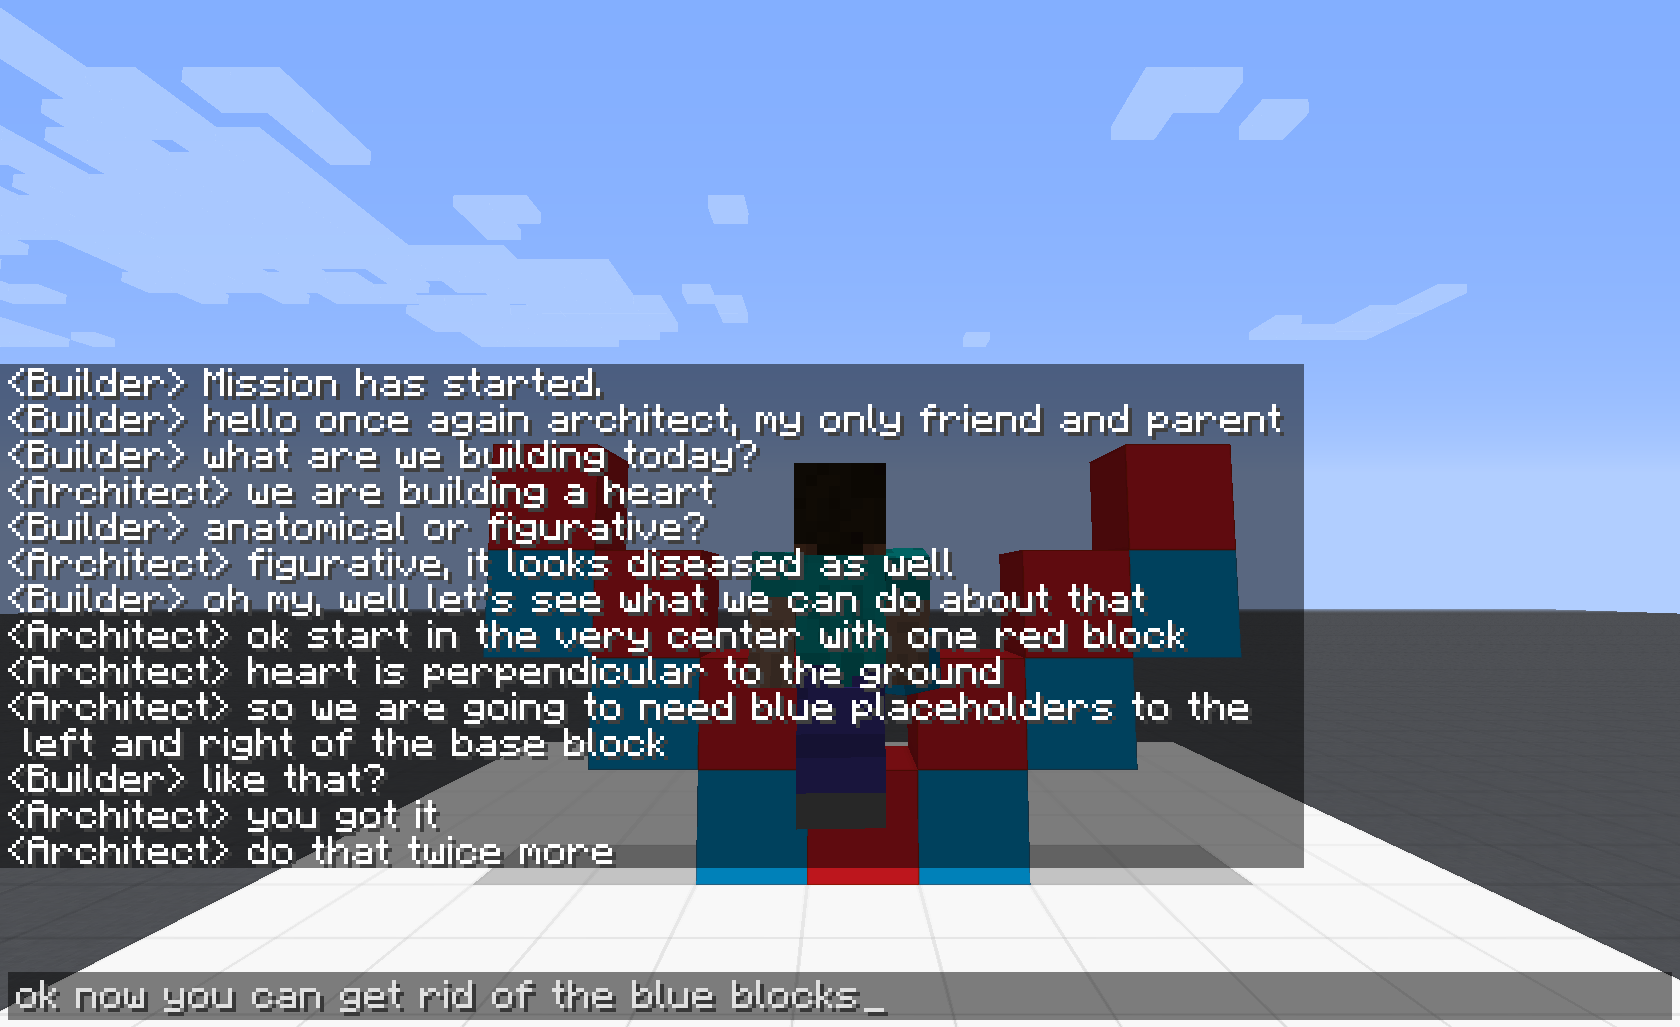 <Builder> Mission has started.
<Builder> hello once again architect, my only friend and parent
<Builder> what are we building today?
<Architect> we are building a heart
<Builder> anatomical or figurative?
<Architect> figurative, it looks diseased as well
<Builder> oh my, well let's see what we can do about that
<Architect> ok start in the very center with one red block
<Architect> heart is perpendicular to the ground
<Architect> so we are going to need blue placeholders to the
left and right of the base block
<Builder> like that?
<Architect> you got it
<Architect> do that twice more
ok now you can get rid of the blue blocks_